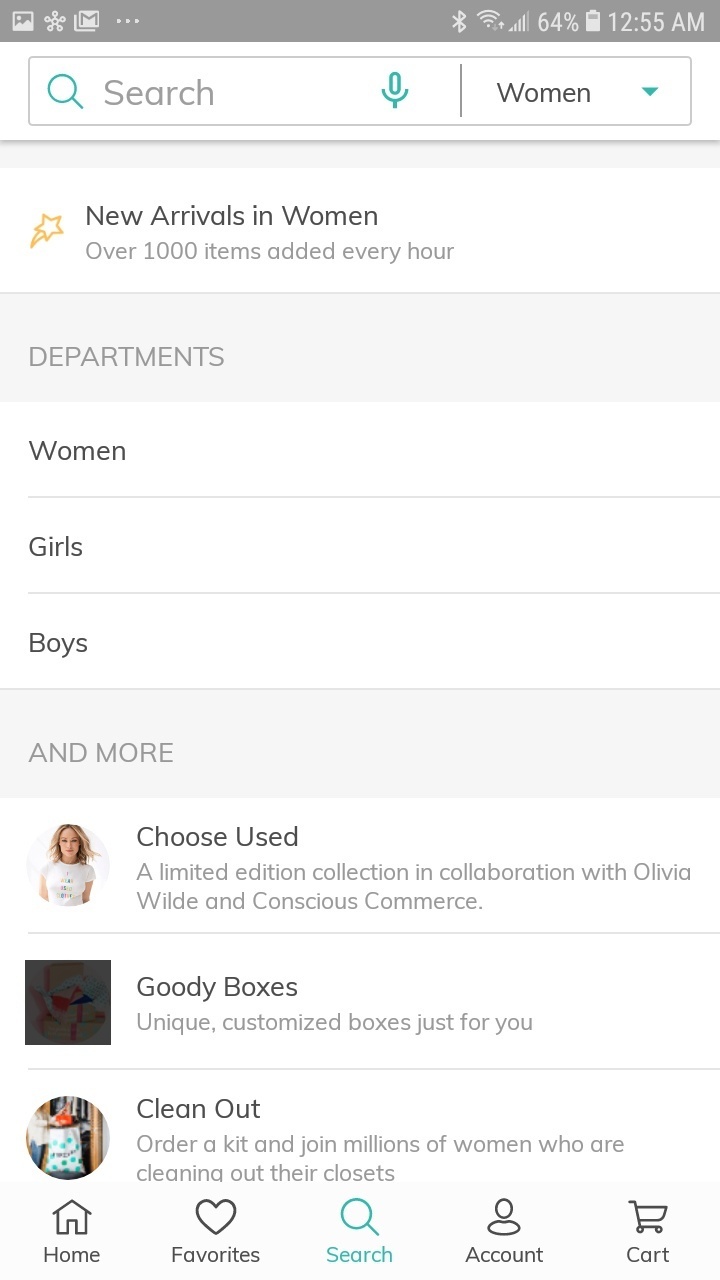 64% 12:55 AM
Search Women
New Arrivals in Women
Over 1000 items added every hour
DEPARTMENTS
Women
Girls
Boys
AND MORE
Choose Used
A limited edition collection in collaboration with Olivia
Wilde and Conscious Commerce.
Goody Boxes
Unique, customized boxes just for you
Clean Out
Order a kit and join millions of women who are
cleaning out their closets
Home Favorites Search Account Cart